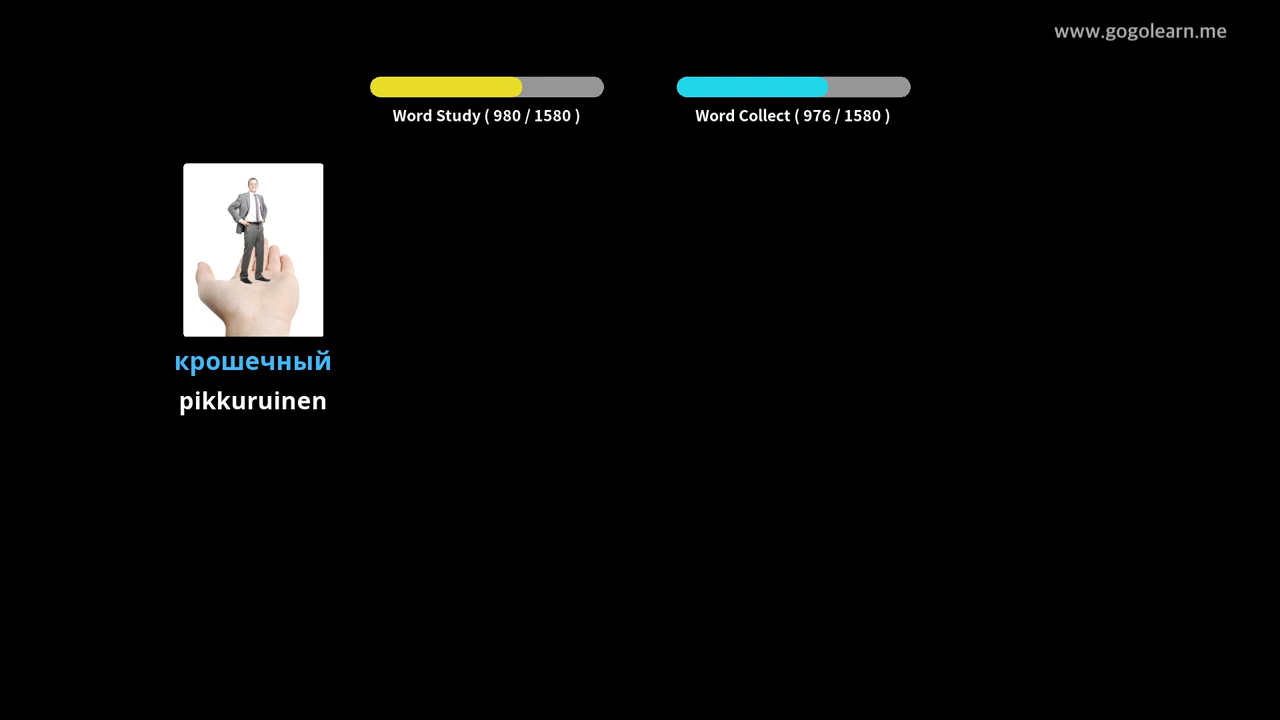 www.gogolearn.me
Word Study ( 980 / 1580 )
Word Collect ( 976 / 1580 )
крошечный
pikkuruinen